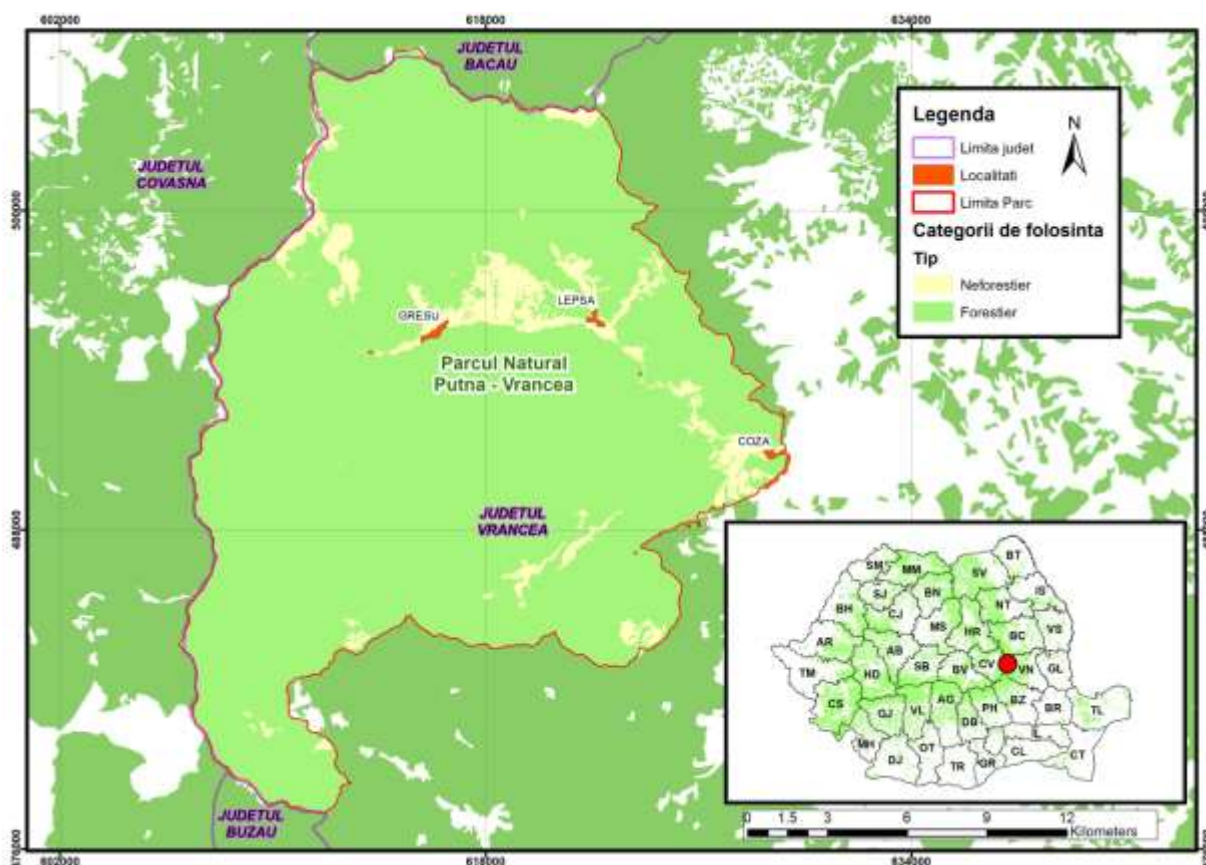 602000 618000 634000
JUDETUL
BACAU
JUDETUL
COVASNA
Legenda
N
Limita judet
Localitati
Limita Parc
Categorii de folosinta
Tip
Neforestier
Forestier
500000
LEPSA
GRESU
Parcul Natural
Putna - Vrancea
COZA
JUDETUL
VRANCEA
JUDETUL
BUZAU
SM MM SV BT
SJ BN IS
BH CJ NT
MS HR BC VS
AR AB
TM HD SB BV CV VN GL
CS GJ VL AG PH BZ BR TL
DB IL
MH DJ OT TR GR CL CT
0 1.5 3 6 9 12
Kilometers
602000 618000 634000